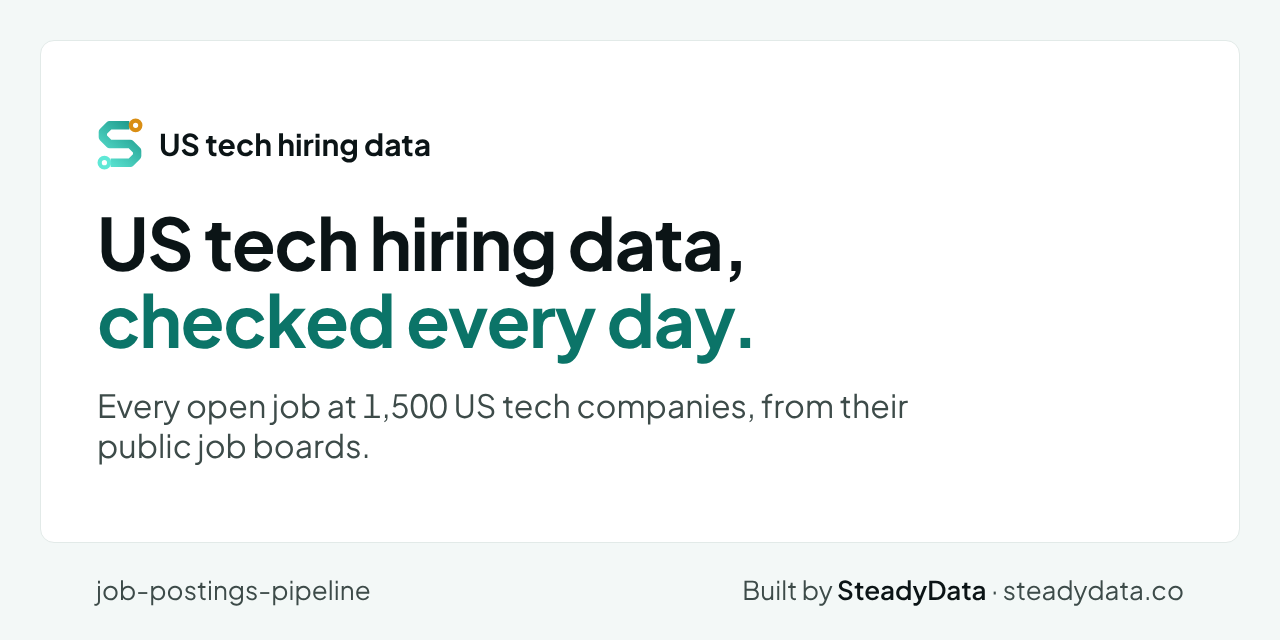 US tech hiring data
US tech hiring data,
checked every day.
Every open job at 1,500 US tech companies, from their
public job boards.
job-postings-pipeline
Built by SteadyData · steadydata.co